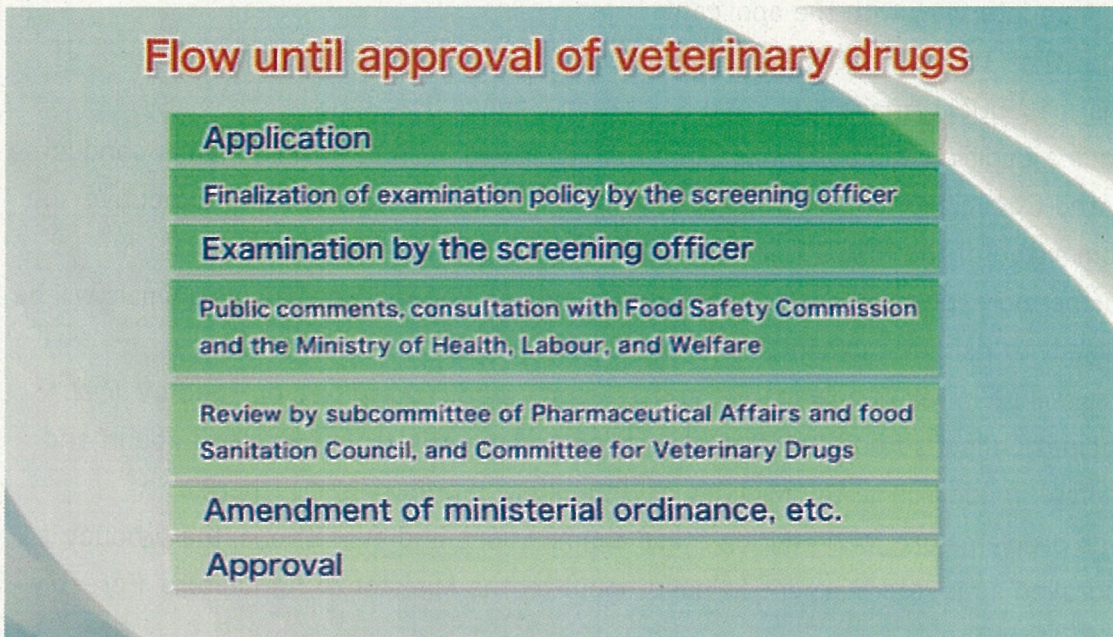 Flow until approval of veterinary drugs
Application
Finalization of examination policy by the screening officer
Examination by the screening officer
Public comments, consultation with Food Safety Commission
and the Ministry of Health, Labour, and Welfare
Review by subcommittee of Pharmaceutical Affairs and food
Sanitation Council, and Committee for Veterinary Drugs
Amendment of ministerial ordinance, etc.
Approval